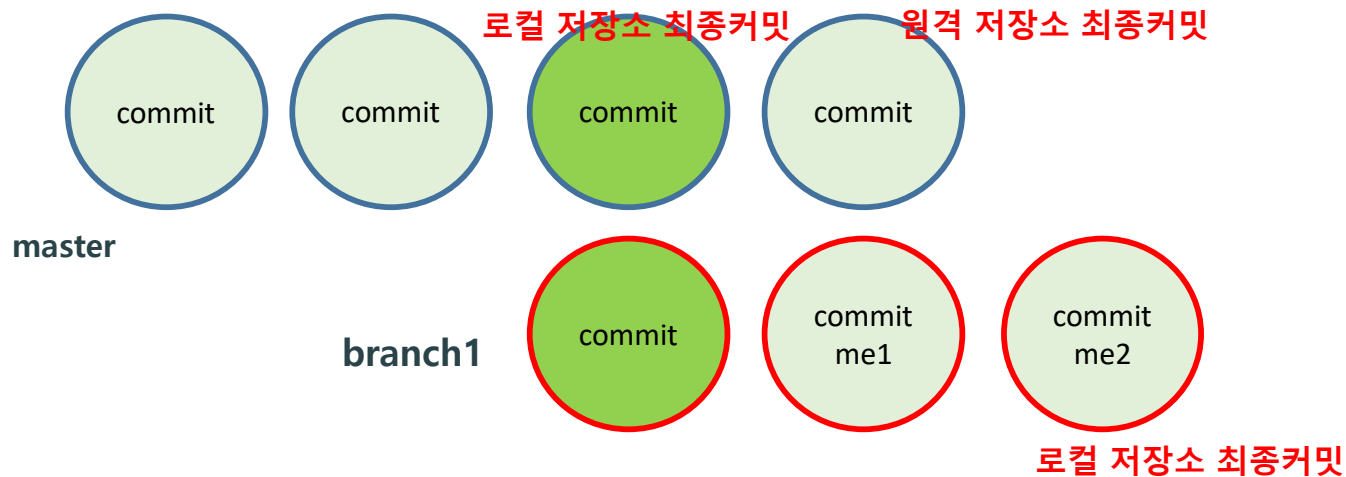 로컬 저장소 최종커밋
원격 저장소 최종커밋
commit
commit
commit
commit
master
branch1
commit
commit
me1
commit
me2
로컬 저장소 최종커밋